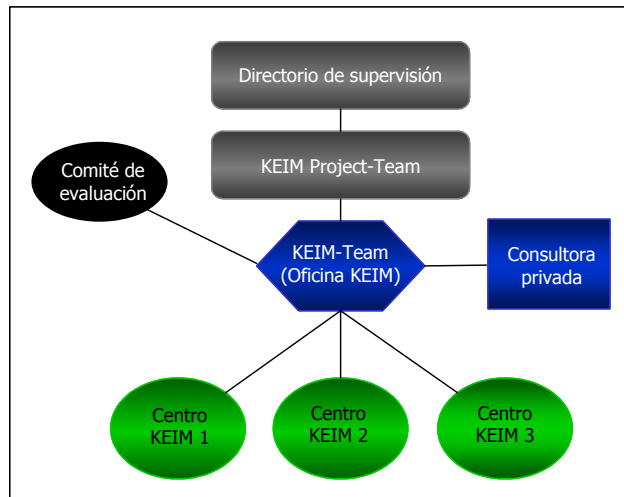 Directorio de supervisión
KEIM Project-Team
Comité de
evaluación
KEIM-Team
(Oficina KEIM)
Consultora
privada
Centro
KEIM 1
Centro
KEIM 2
Centro
KEIM 3